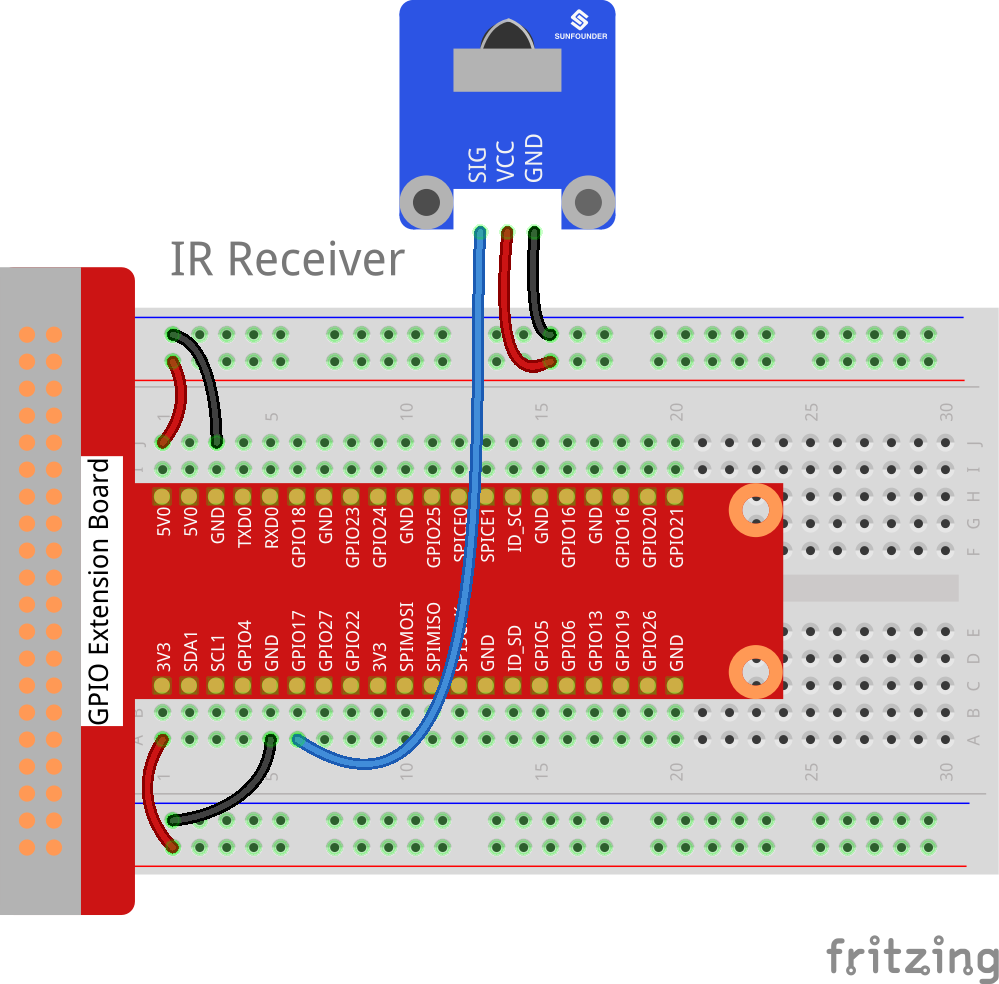 SUNFOUNDER
SIG
VCC
GND
IR Receiver
1 5 10 15 20 25 30
J J
I I
5V0
5V0
GND
TXD0
RXD0
GPIO18
GND
GPIO23
GPIO24
GND
GPIO25
SPICE0
SPICE1
ID_SC
GND
GPIO16
GND
GPIO16
GPIO20
GPIO21
H
G
F
GPIO Extension Board
3V3
SDA1
SCL1
GPIO4
GND
GPIO17
GPIO27
GPIO22
3V3
SPIMOSI
SPIMISO
GND
ID_SD
GPIO5
GPIO6
GPIO13
GPIO19
GPIO26
GND
E
D
C
B B
A A
1 5 10 15 20 25 30
fritzing